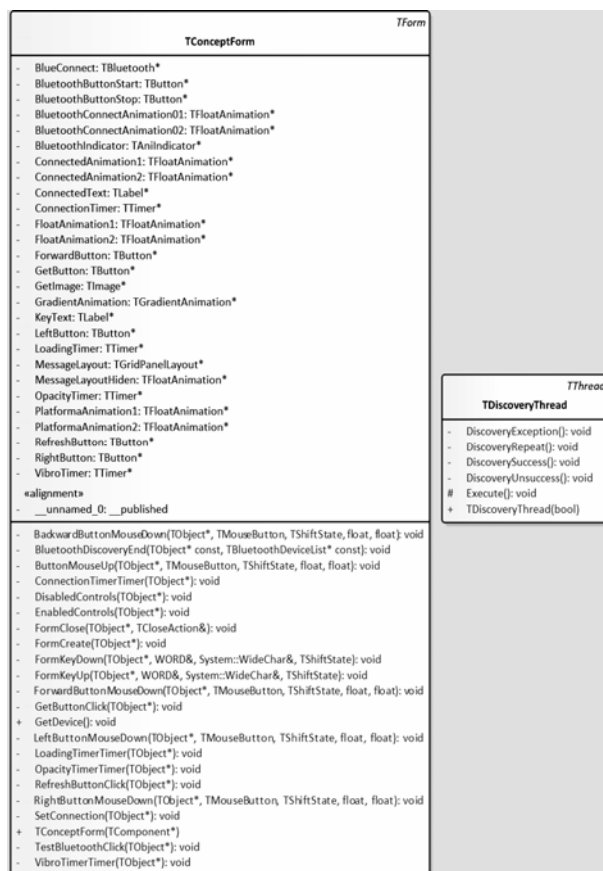 TForm
TConceptForm
- BlueConnect: TBluetooth*
- BluetoothButtonStart: TButton*
- BluetoothButtonStop: TButton*
- BluetoothConnectAnimation01: TFloatAnimation*
- BluetoothConnectAnimation02: TFloatAnimation*
- BluetoothIndicator: TAniIndicator*
- ConnectedAnimation1: TFloatAnimation*
- ConnectedAnimation2: TFloatAnimation*
- ConnectedText: TLabel*
- ConnectionTimer: TTimer*
- FloatAnimation1: TFloatAnimation*
- FloatAnimation2: TFloatAnimation*
- ForwardButton: TButton*
- GetButton: TButton*
- GetImage: TImage*
- GradientAnimation: TGradientAnimation*
- KeyText: TLabel*
- LeftButton: TButton*
- LoadingTimer: TTimer*
- MessageLayout: TGridPanelLayout*
- MessageLayoutHiden: TFloatAnimation*
- OpacityTimer: TTimer*
- PlatformaAnimation1: TFloatAnimation*
- PlatformaAnimation2: TFloatAnimation*
- RefreshButton: TButton*
- RightButton: TButton*
- VibroTimer: TTimer*
«alignment»
- __unnamed_0: __published
- BackwardButtonMouseDown(TObject*, TMouseButton, TShiftState, float, float): void
- BluetoothDiscoveryEnd(TObject* const, TBluetoothDeviceList* const): void
- ButtonMouseUp(TObject*, TMouseButton, TShiftState, float, float): void
- ConnectionTimerTimer(TObject*): void
- DisabledControls(TObject*): void
- EnabledControls(TObject*): void
- FormClose(TObject*, TCloseAction&): void
- FormCreate(TObject*): void
- FormKeyDown(TObject*, WORD&, System::WideChar&, TShiftState): void
- FormKeyUp(TObject*, WORD&, System::WideChar&, TShiftState): void
- ForwardButtonMouseDown(TObject*, TMouseButton, TShiftState, float, float): void
- GetButtonClick(TObject*): void
+ GetDevice(): void
- LeftButtonMouseDown(TObject*, TMouseButton, TShiftState, float, float): void
- LoadingTimerTimer(TObject*): void
- OpacityTimerTimer(TObject*): void
- RefreshButtonClick(TObject*): void
- RightButtonMouseDown(TObject*, TMouseButton, TShiftState, float, float): void
- SetConnection(TObject*): void
+ TConceptForm(TComponent*)
- TestBluetoothClick(TObject*): void
- VibroTimerTimer(TObject*): void
TThread
TDiscoveryThread
- DiscoveryException(): void
- DiscoveryRepeat(): void
- DiscoverySuccess(): void
- DiscoveryUnsuccess(): void
# Execute(): void
+ TDiscoveryThread(bool)